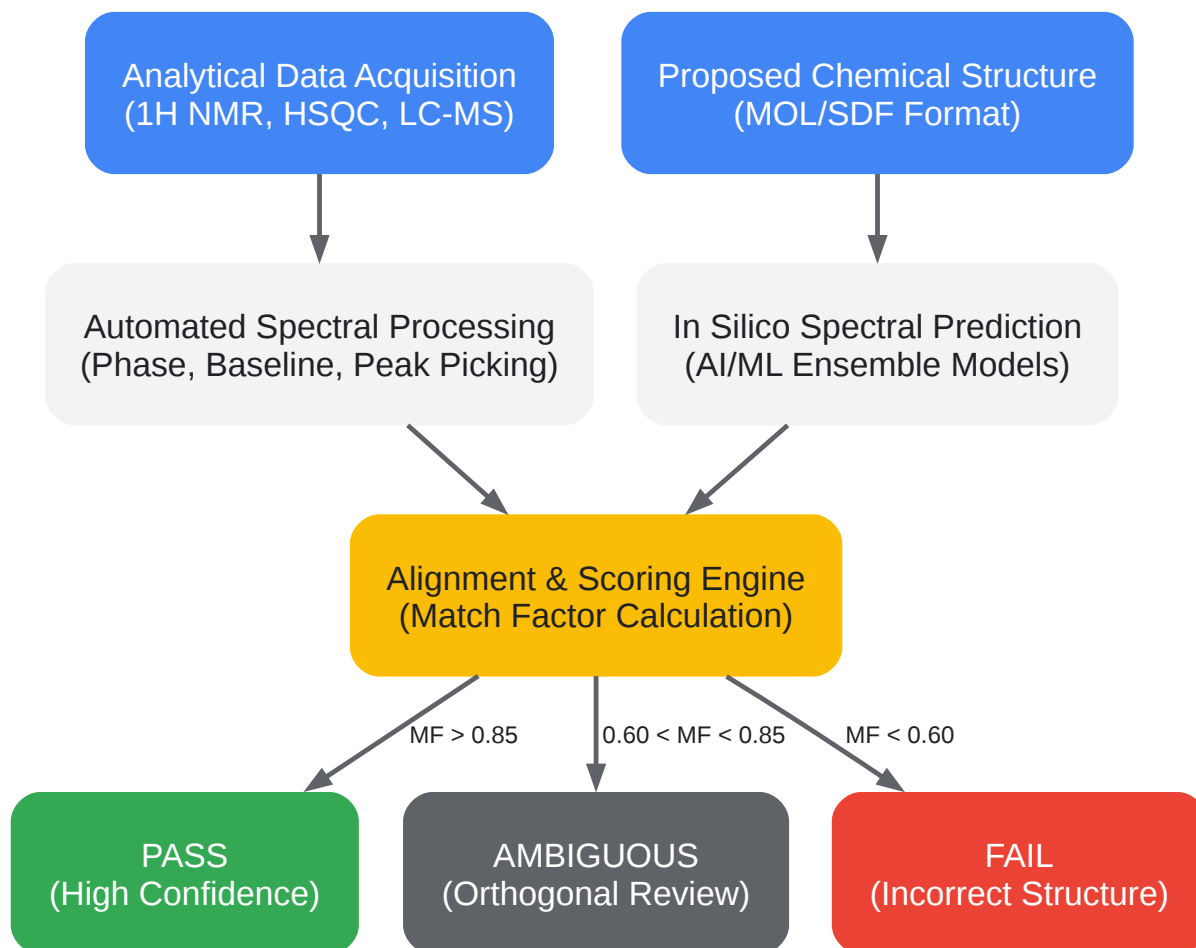 Analytical Data Acquisition
(1H NMR, HSQC, LC-MS)
Proposed Chemical Structure
(MOL/SDF Format)
Automated Spectral Processing
(Phase, Baseline, Peak Picking)
In Silico Spectral Prediction
(AI/ML Ensemble Models)
Alignment & Scoring Engine
(Match Factor Calculation)
MF > 0.85
0.60 < MF < 0.85
MF < 0.60
PASS
(High Confidence)
AMBIGUOUS
(Orthogonal Review)
FAIL
(Incorrect Structure)